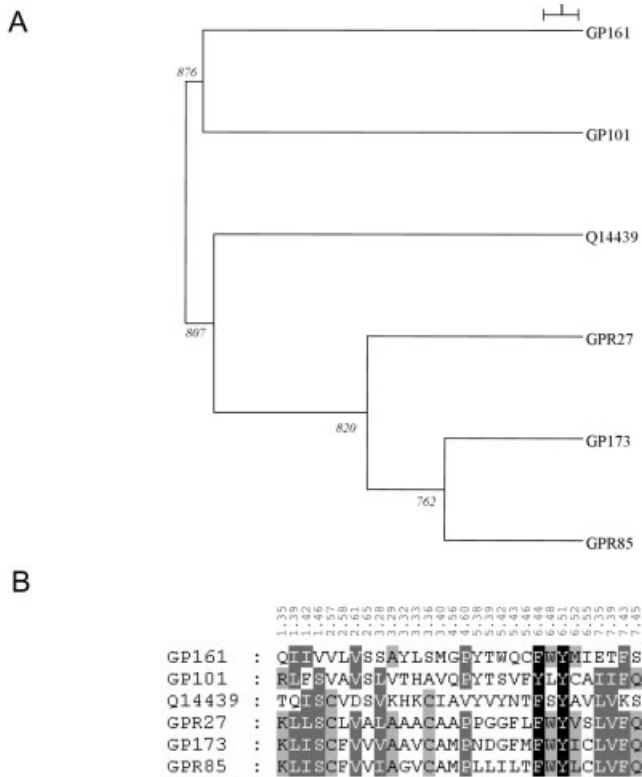 A
1
GP161
876
GP101
Q14439
807
GPR27
820
GP173
762
GPR85
B
1.35 1.39 1.42 1.46 2.57 2.58 2.61 2.65 3.28 3.29 3.32 3.33 3.36 3.40 4.56 4.60 5.38 5.39 5.42 5.43 5.46 6.44 6.48 6.51 6.52 6.55 7.35 7.39 7.43 7.45
GP161 : QIIVVLVSSAYLSMGPYTWQCFWYMIETFS
GP101 : RLFSVAVSLVTHAVQPYTSVFYLYCAIIFQ
Q14439 : TQISCVDSVKHKCIAVYVYNTFSYAVLVKS
GPR27 : KLLSCLVALAAACAAPPGGFLFWYVSLVFQ
GP173 : KLISCFVVVAAVCAMPNDGFMFWYICLVFQ
GPR85 : KLISCFVVIAGVCAMPLLILTFWYLCLVFQ